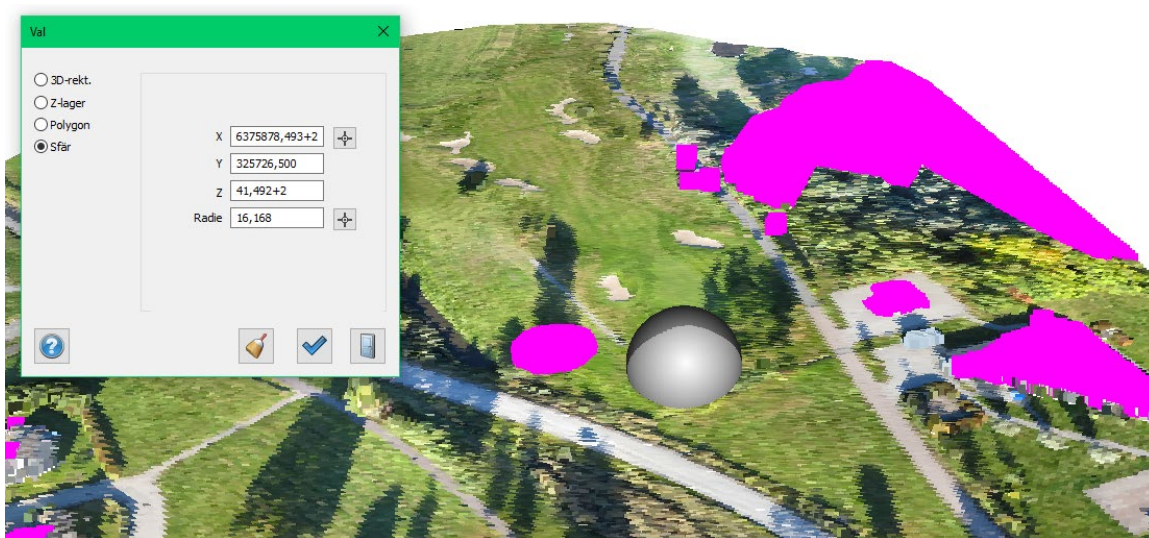 Val
3D-rekt.
Z-lager
Polygon
Sfär
X 6375878,493+2
Y 325726,500
Z 41,492+2
Radie 16,168
?